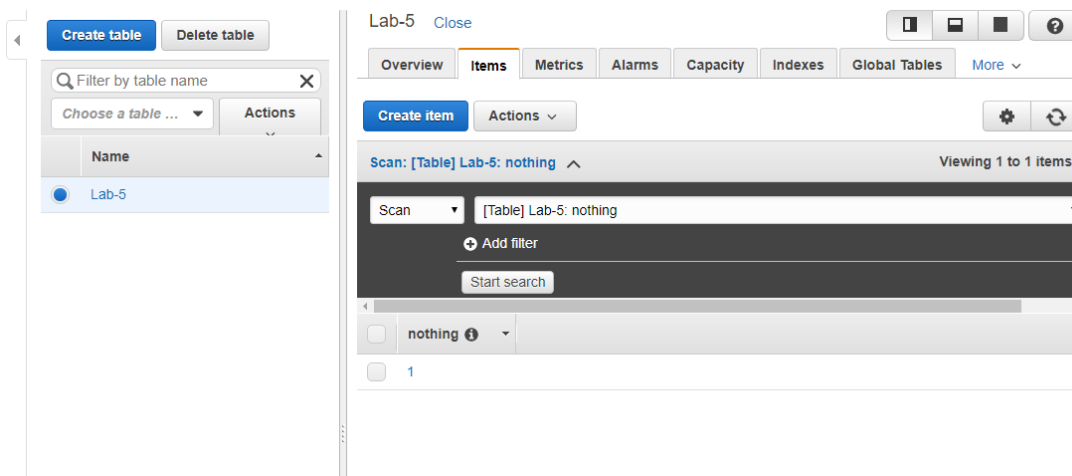 Create table Delete table
Filter by table name
Choose a table ... Actions
Name
Lab-5
Lab-5 Close
Overview Items Metrics Alarms Capacity Indexes Global Tables More
Create item Actions
Scan: [Table] Lab-5: nothing Viewing 1 to 1 items
Scan [Table] Lab-5: nothing
Add filter
Start search
nothing
1